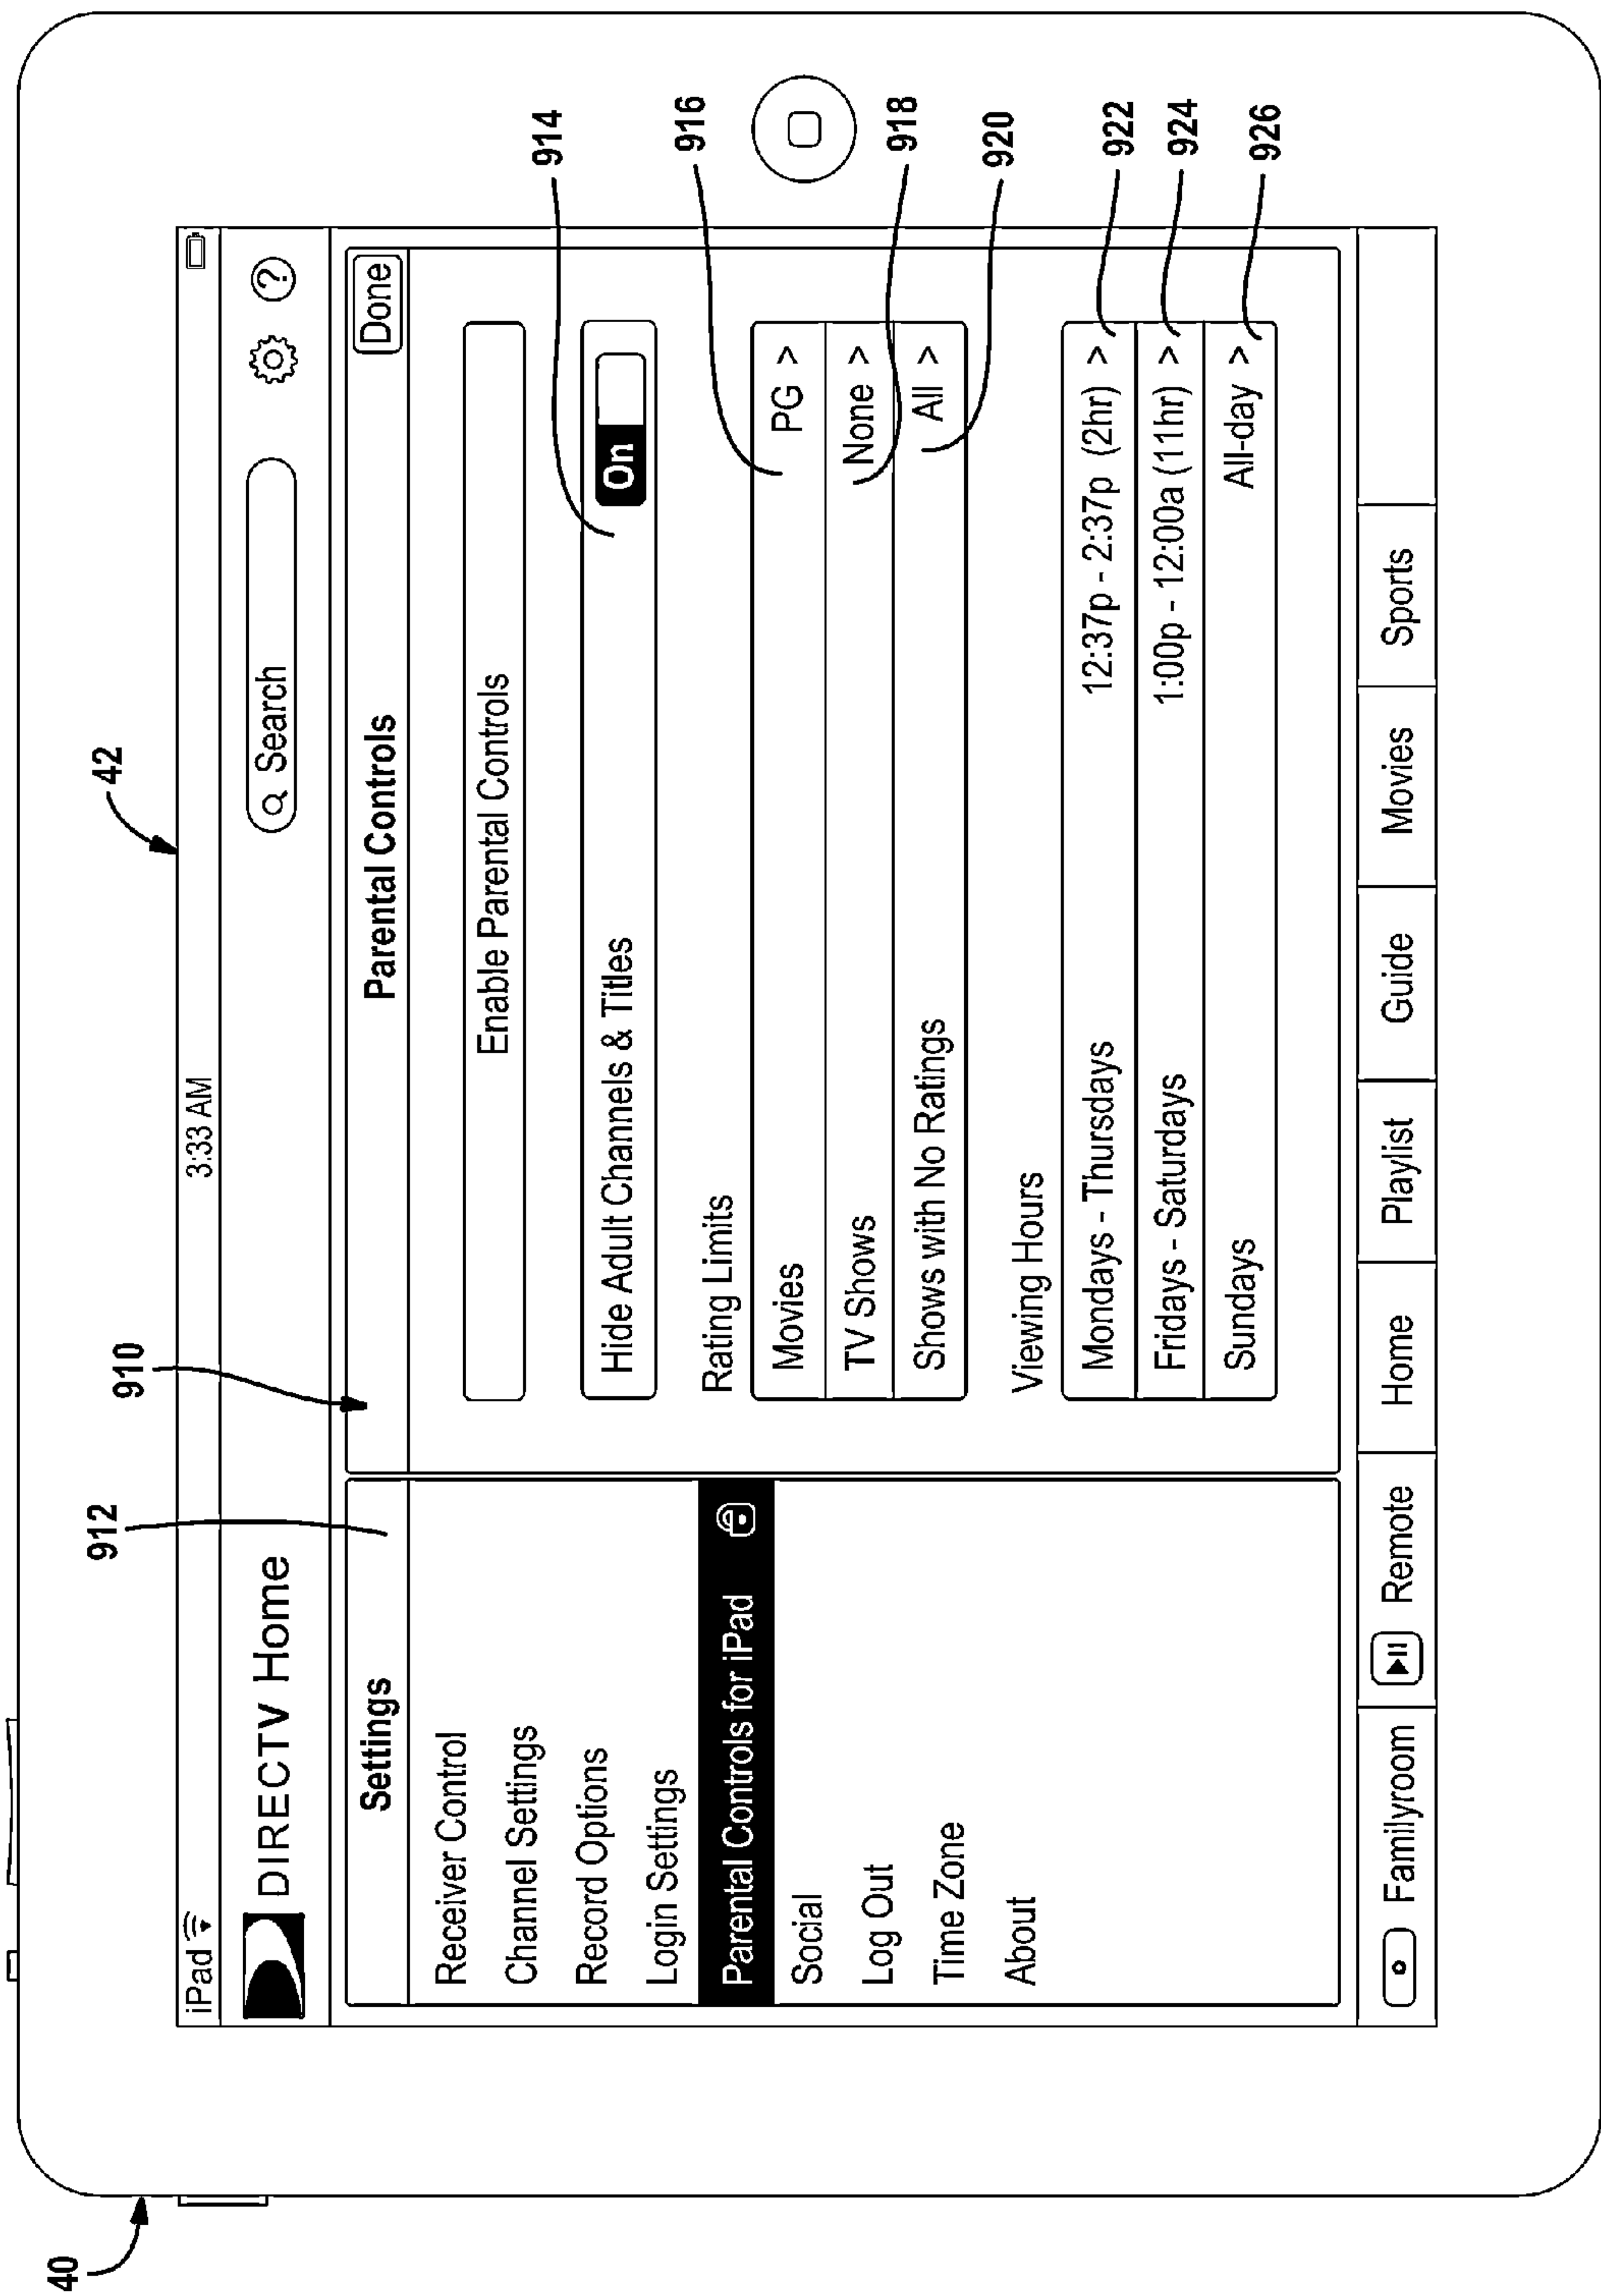 40
42
iPad 3:33 AM
DIRECTV Home
Search
?
912
910
Settings
Receiver Control
Channel Settings
Record Options
Login Settings
Parental Controls for iPad
Social
Log Out
Time Zone
About
Parental Controls
Done
Enable Parental Controls
914
Hide Adult Channels & Titles On
Rating Limits
916
Movies PG >
TV Shows None >
918
Shows with No Ratings All >
920
Viewing Hours
Mondays - Thursdays 12:37p - 2:37p (2hr) >
922
Fridays - Saturdays 1:00p - 12:00a (11hr) >
924
Sundays All-day >
926
Familyroom Remote Home Playlist Guide Movies Sports